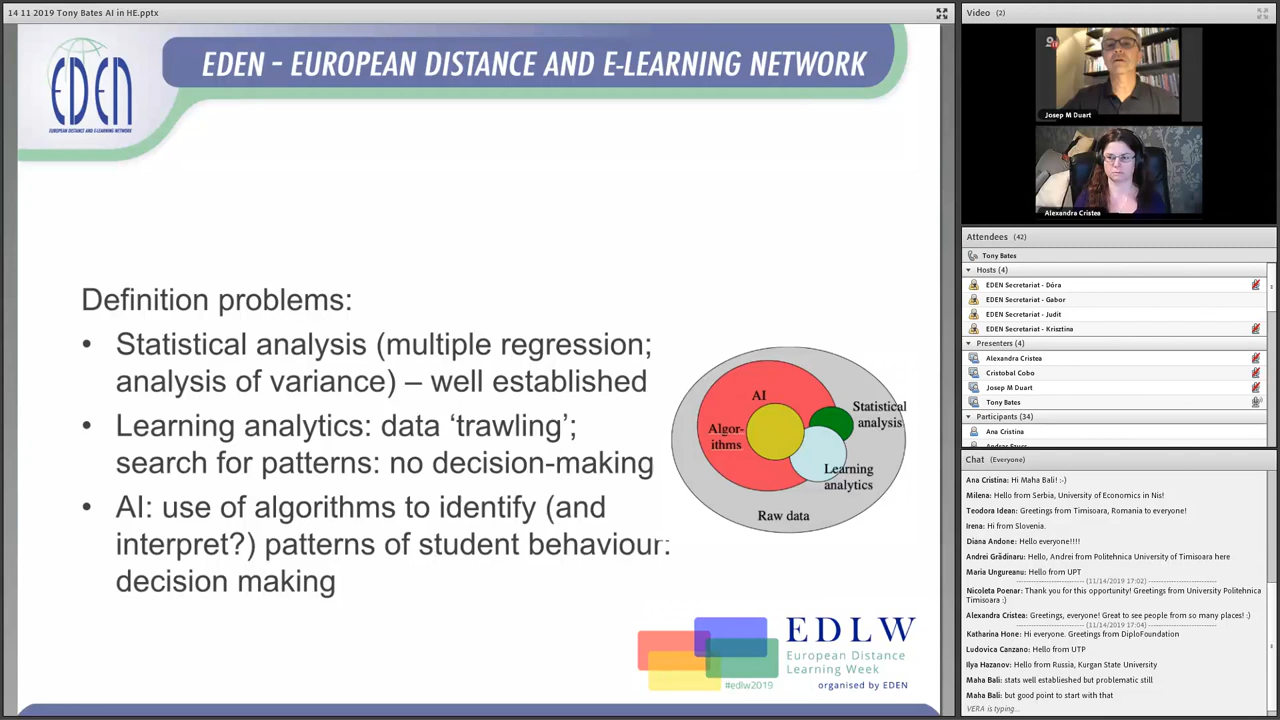 14 11 2019 Tony Bates AI in HE.pptx
EDEN
EUROPEAN DISTANCE AND E-LEARNING NETWORK
EDEN – EUROPEAN DISTANCE AND E-LEARNING NETWORK
Definition problems:
• Statistical analysis (multiple regression;
analysis of variance) – well established
• Learning analytics: data ‘trawling’;
search for patterns: no decision-making
• AI: use of algorithms to identify (and
interpret?) patterns of student behaviour:
decision making
AI
Algor-
ithms
Statistical
analysis
Learning
analytics
Raw data
EDLW
European Distance
Learning Week
#edlw2019
organised by EDEN
Video (2)
Josep M Duart
Alexandra Cristea
Attendees (42)
Tony Bates
Hosts (4)
EDEN Secretariat - Dóra
EDEN Secretariat - Gabor
EDEN Secretariat - Judit
EDEN Secretariat - Krisztina
Presenters (4)
Alexandra Cristea
Cristobal Cobo
Josep M Duart
Tony Bates
Participants (34)
Ana Cristina
Chat (Everyone)
Ana Cristina: Hi Maha Bali! :-)
Milena: Hello from Serbia, University of Economics in Nis!
Teodora Idean: Greetings from Timisoara, Romania to everyone!
Irena: Hi from Slovenia.
Diana Andone: Hello everyone!!!!
Andrei Grădinaru: Hello, Andrei from Politehnica University of Timisoara here
Maria Ungureanu: Hello from UPT
(11/14/2019 17:02)
Nicoleta Poenar: Thank you for this opportunity! Greetings from University Politehnica
Timisoara :)
Alexandra Cristea: Greetings, everyone! Great to see people from so many places! :)
(11/14/2019 17:04)
Katharina Hone: Hi everyone. Greetings from DiploFoundation
Ludovica Canzano: Hello from UTP
Ilya Hazanov: Hello from Russia, Kurgan State University
Maha Bali: stats well establieshed but problematic still
Maha Bali: but good point to start with that
VERA is typing...